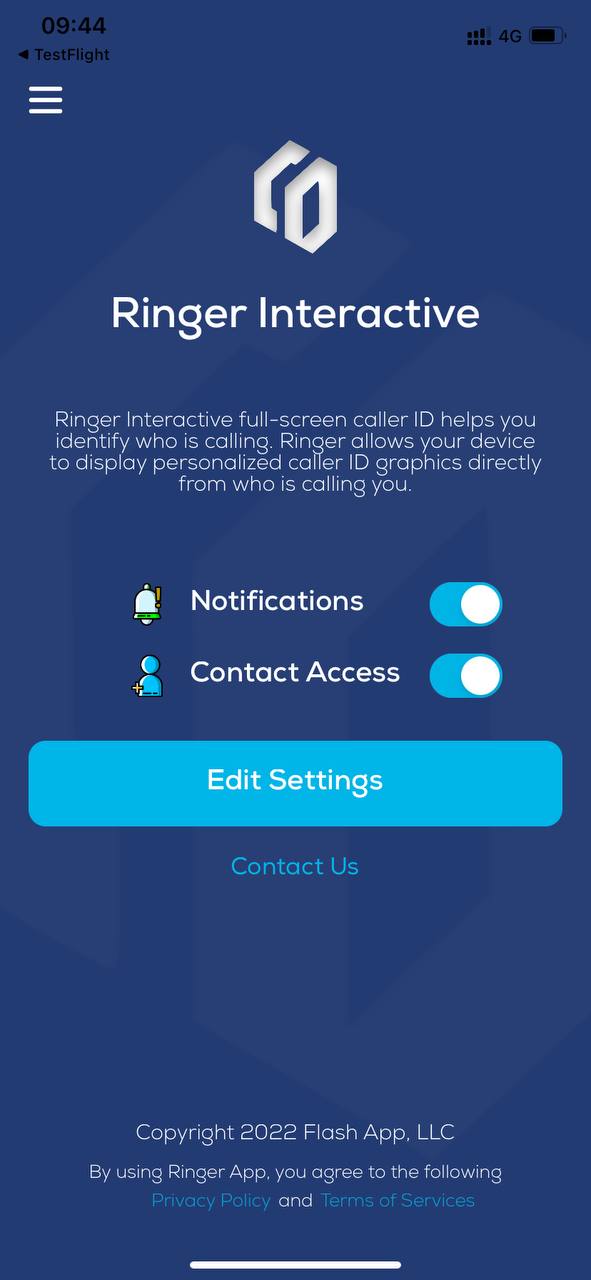 09:44
4G
◀ TestFlight
Ringer Interactive
Ringer Interactive full-screen caller ID helps you
identify who is calling. Ringer allows your device
to display personalized caller ID graphics directly
from who is calling you.
Notifications
Contact Access
Edit Settings
Contact Us
Copyright 2022 Flash App, LLC
By using Ringer App, you agree to the following
Privacy Policy and Terms of Services